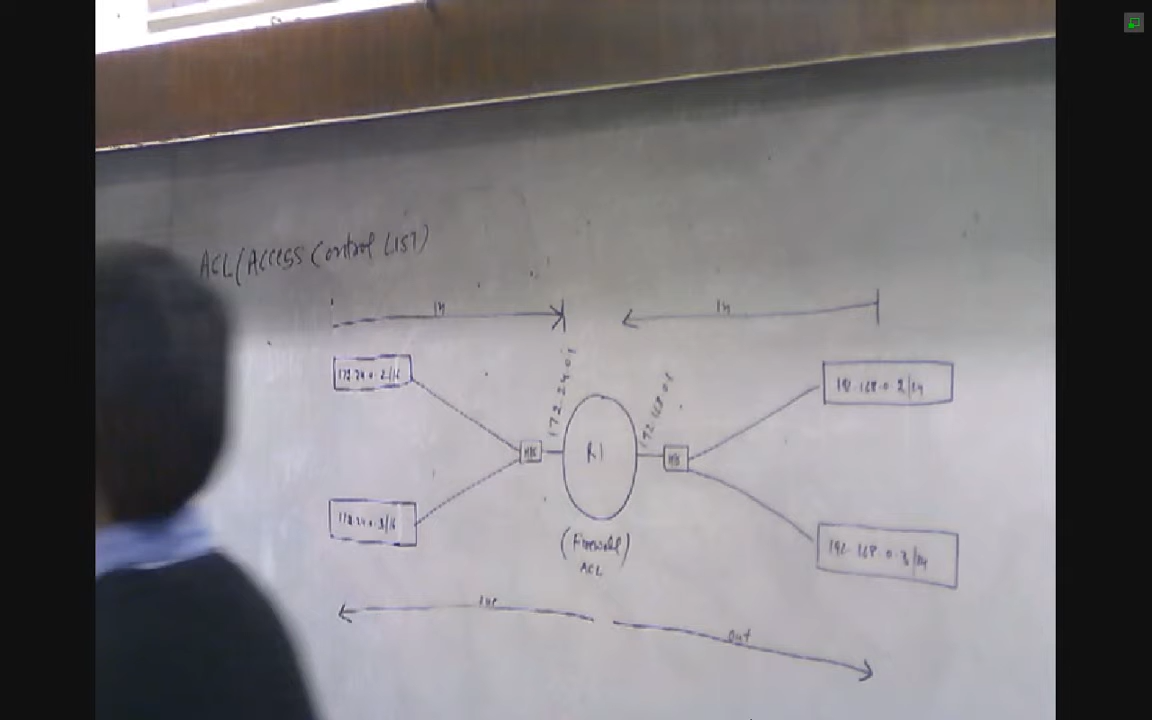 ACL (Access Control LIST)
In
In
172.24.0.1
192.168.0.1
172.24.0.2/16
192.168.0.2/24
R1
172.24.0.3/16
192.168.0.3/24
(Firewall)
ACL
out